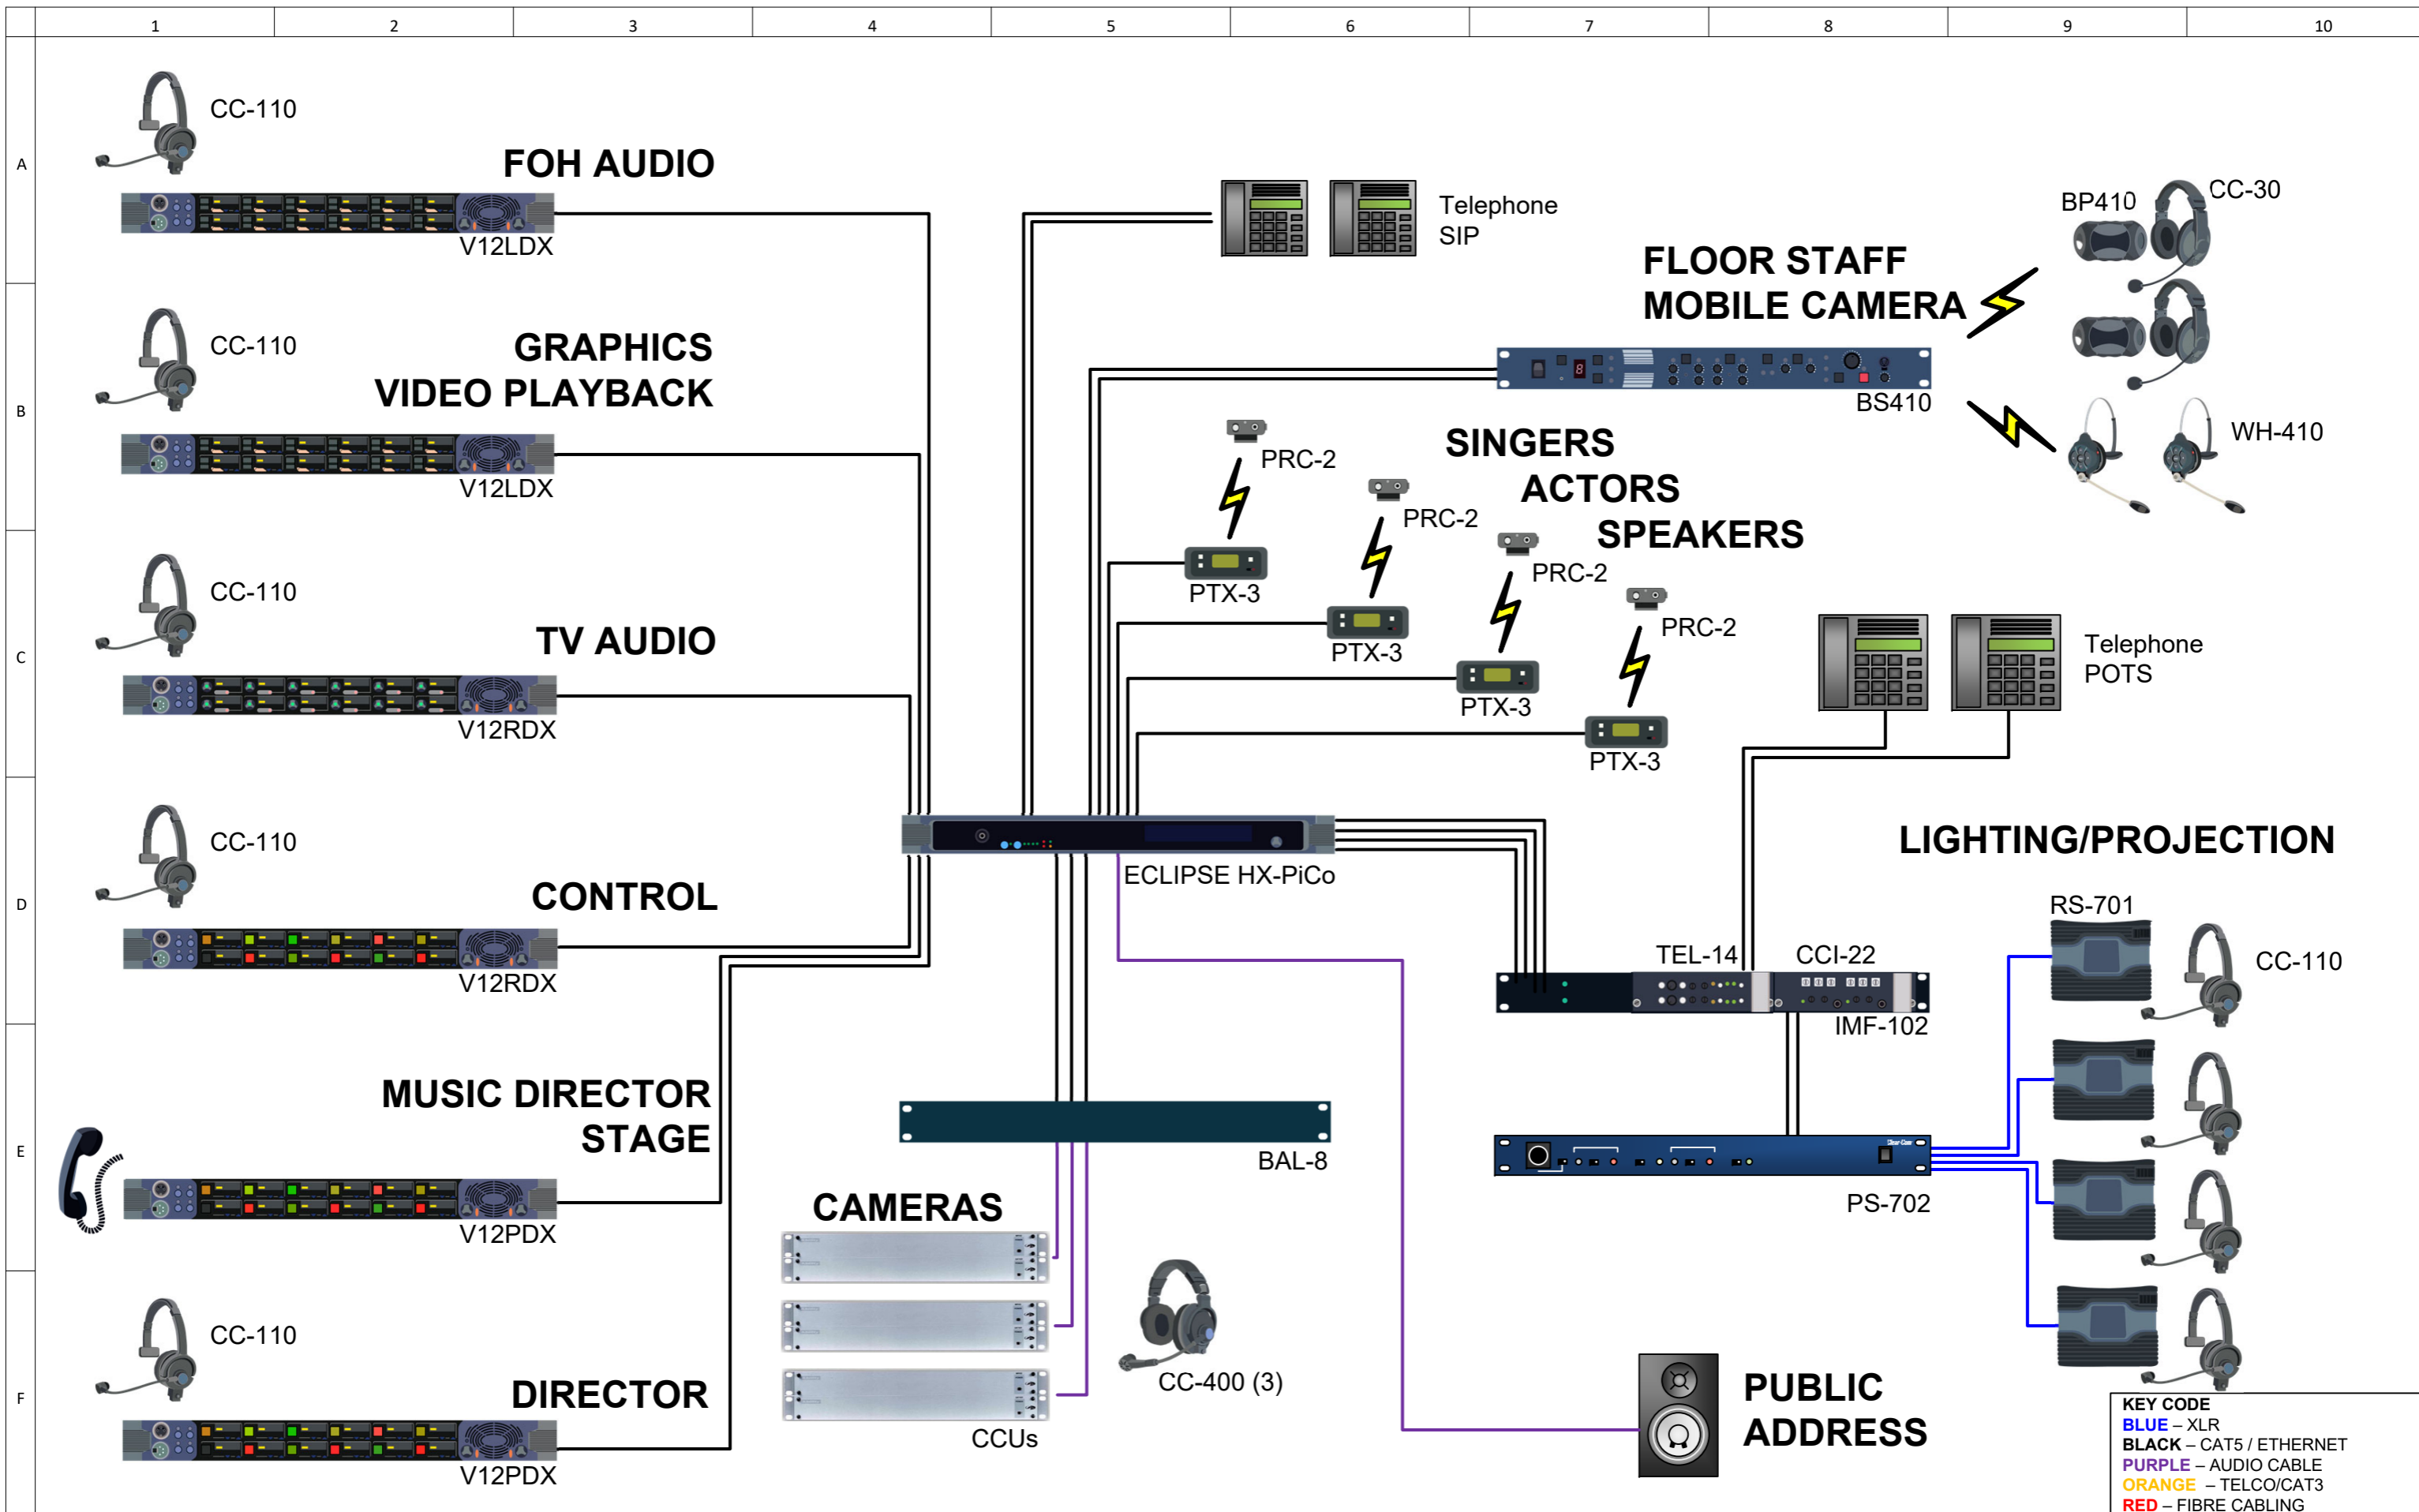 1 2 3 4 5 6 7 8 9 10
A
B
C
D
E
F
CC-110
FOH AUDIO
V12LDX
CC-110
GRAPHICS
VIDEO PLAYBACK
V12LDX
CC-110
TV AUDIO
V12RDX
CC-110
CONTROL
V12RDX
MUSIC DIRECTOR
STAGE
V12PDX
CC-110
DIRECTOR
V12PDX
Telephone
SIP
FLOOR STAFF
MOBILE CAMERA
BP410
CC-30
8
BS410
WH-410
SINGERS
ACTORS
SPEAKERS
PRC-2
PTX-3
PRC-2
PTX-3
PRC-2
PTX-3
PRC-2
PTX-3
Telephone
POTS
ECLIPSE HX-PiCo
LIGHTING/PROJECTION
TEL-14
CCI-22
IMF-102
RS-701
CC-110
BAL-8
Clear-Com
PS-702
CAMERAS
CC-400 (3)
CCUs
PUBLIC
ADDRESS
KEY CODE
BLUE – XLR
BLACK – CAT5 / ETHERNET
PURPLE – AUDIO CABLE
ORANGE – TELCO/CAT3
RED – FIBRE CABLING